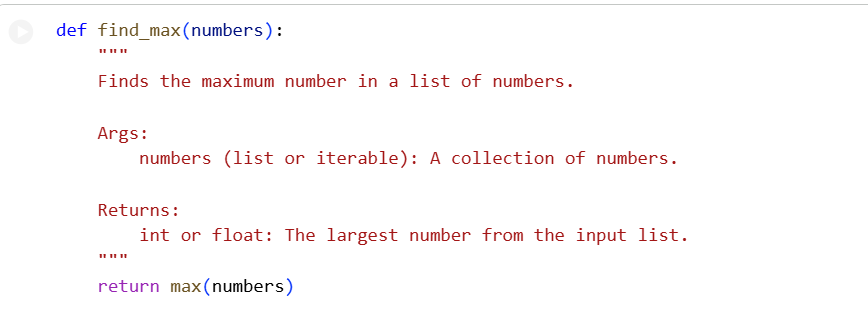 def find_max(numbers):
    """
    Finds the maximum number in a list of numbers.

    Args:
        numbers (list or iterable): A collection of numbers.

    Returns:
        int or float: The largest number from the input list.
    """
    return max(numbers)